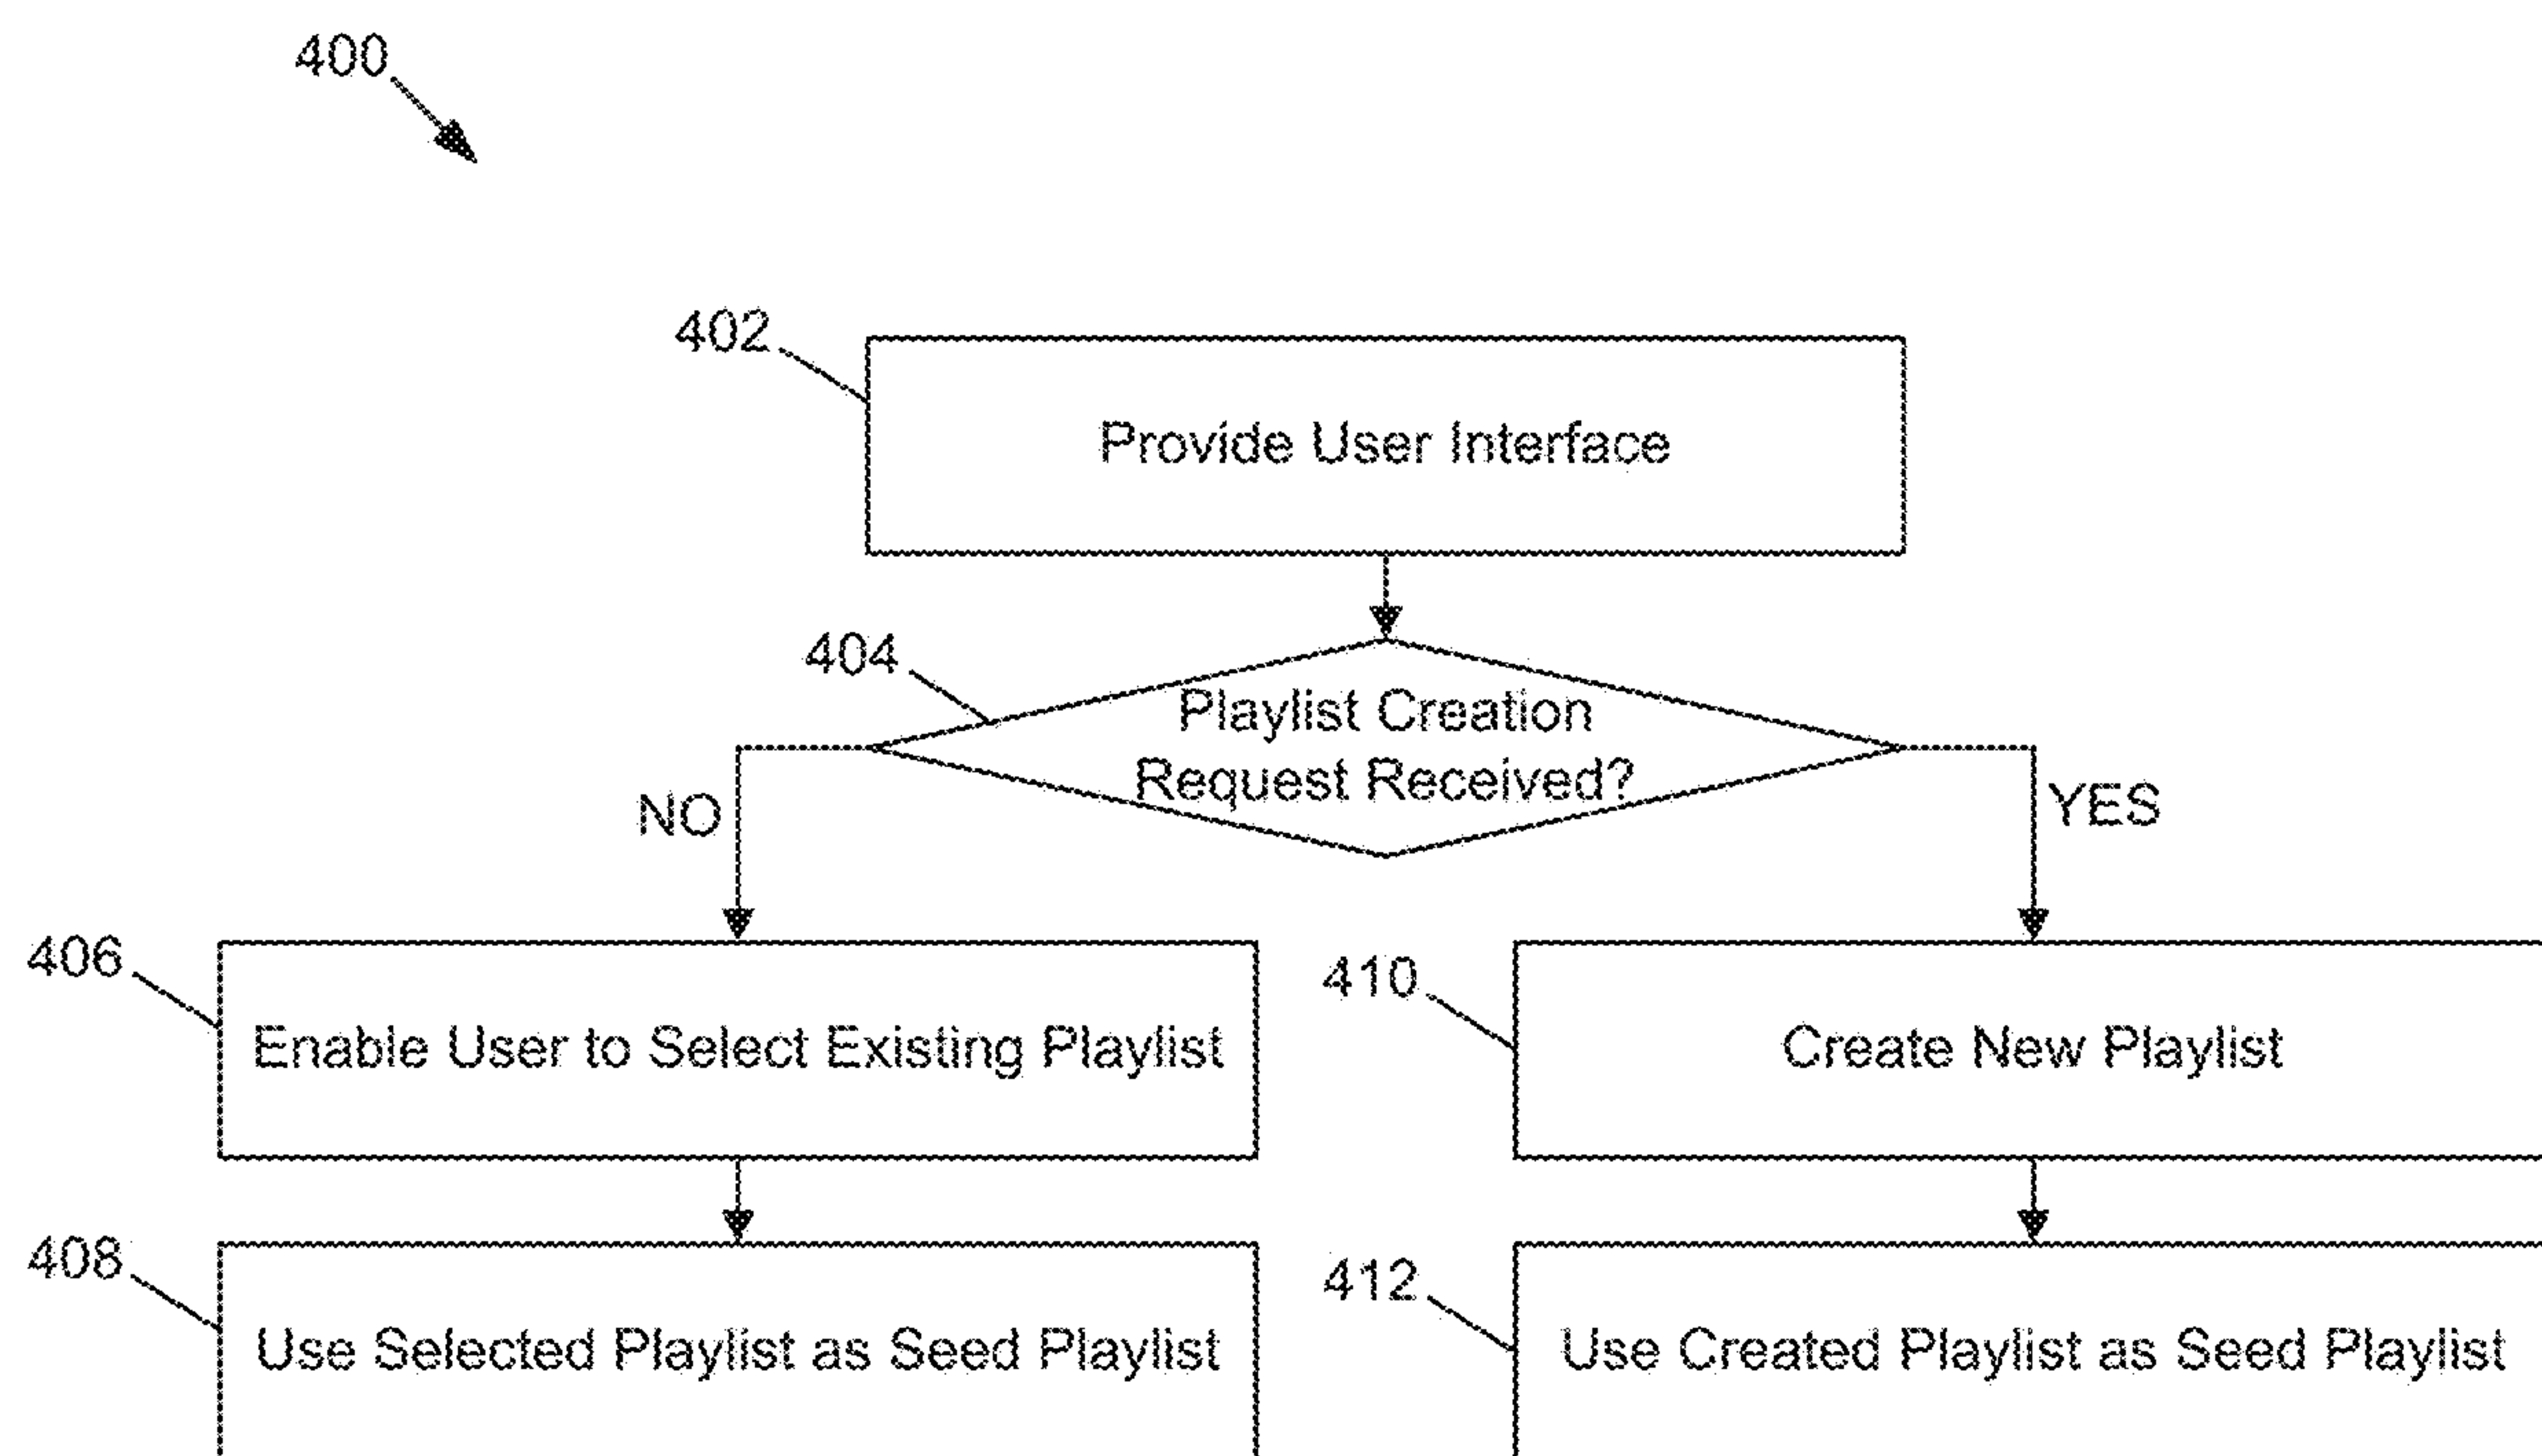 400
402
Provide User Interface
404
Playlist Creation
Request Received?
NO
YES
406
Enable User to Select Existing Playlist
410
Create New Playlist
408
Use Selected Playlist as Seed Playlist
412
Use Created Playlist as Seed Playlist